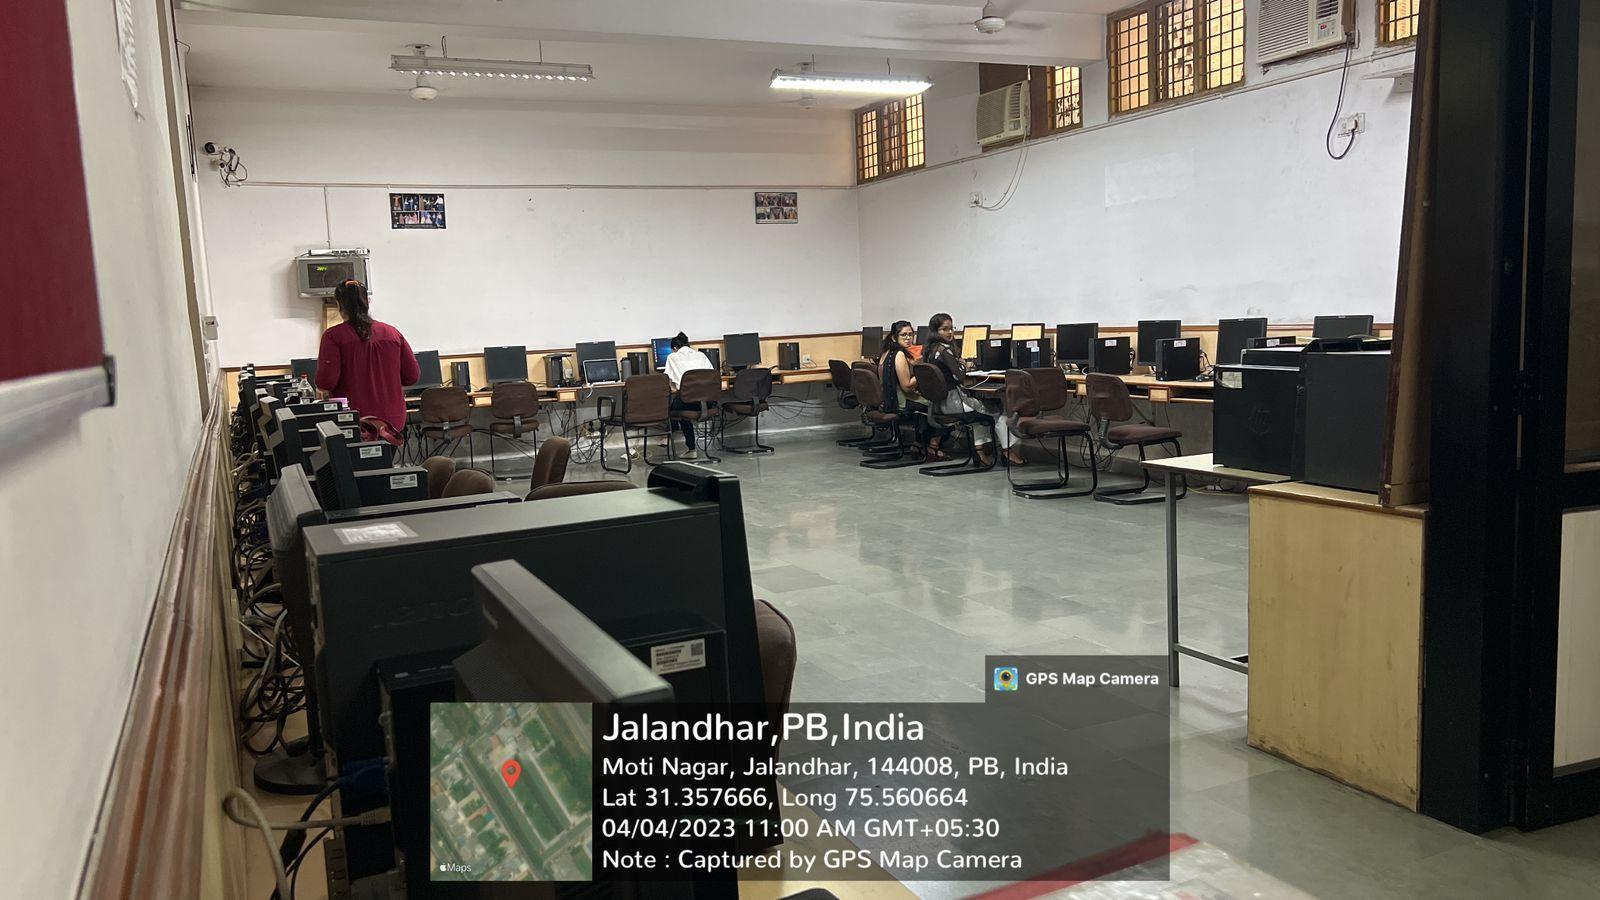 GPS Map Camera
Jalandhar,PB,India
Moti Nagar, Jalandhar, 144008, PB, India
Lat 31.357666, Long 75.560664
04/04/2023 11:00 AM GMT+05:30
Note : Captured by GPS Map Camera
Maps